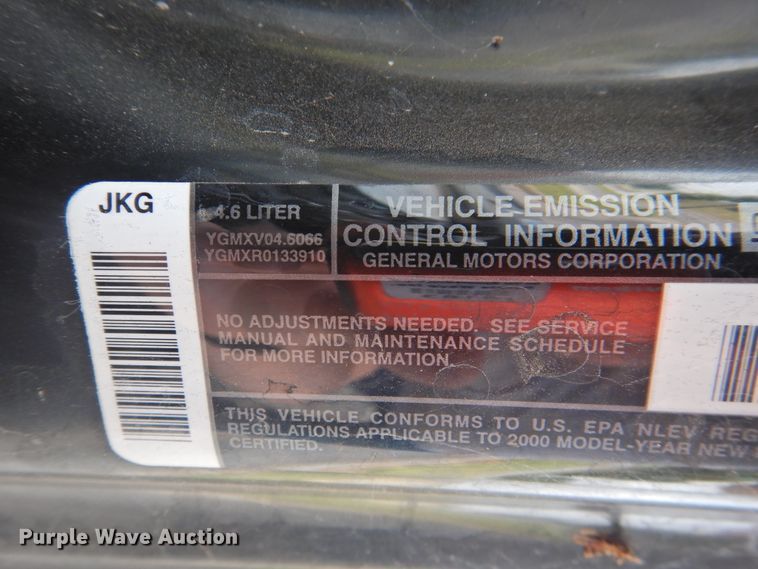 JKG
4.6 LITER
YGMXV04.6066
YGMXR0133910
VEHICLE EMISSION
CONTROL INFORMATION
GENERAL MOTORS CORPORATION
NO ADJUSTMENTS NEEDED. SEE SERVICE
MANUAL AND MAINTENANCE SCHEDULE
FOR MORE INFORMATION
THIS VEHICLE CONFORMS TO U.S. EPA NLEV REG
REGULATIONS APPLICABLE TO 2000 MODEL-YEAR NEW
CERTIFIED.
Purple Wave Auction